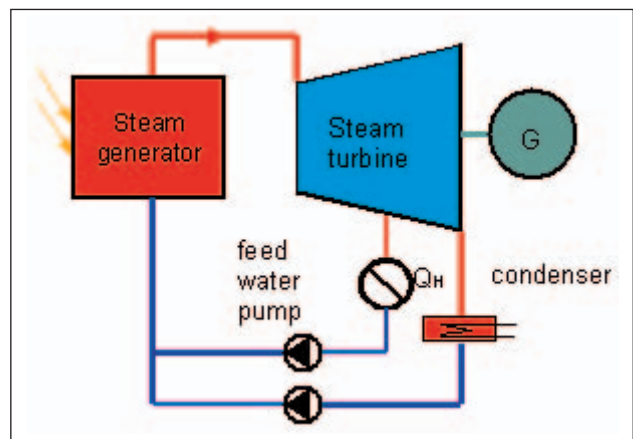 Steam
generator
Steam
turbine
G
feed
water
pump
QH
condenser